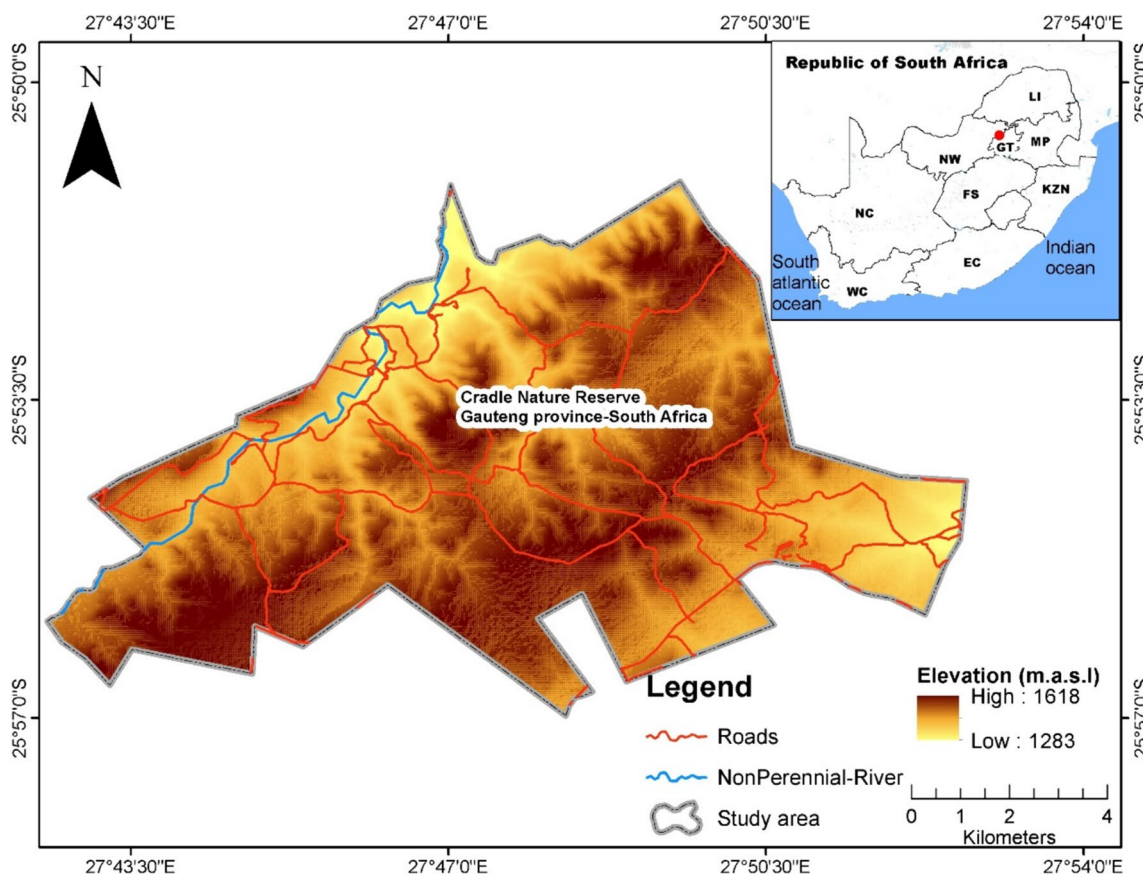 27°43'30"E 27°47'0"E 27°50'30"E 27°54'0"E
25°50'0"S
25°50'0"S
N
Republic of South Africa
LI
NW
GT
MP
FS
KZN
NC
EC
WC
South
atlantic
ocean
Indian
ocean
25°53'30"S
25°53'30"S
Cradle Nature Reserve
Gauteng province-South Africa
25°57'0"S
25°57'0"S
Legend
Roads
NonPerennial-River
Study area
Elevation (m.a.s.l)
High : 1618
Low : 1283
0 1 2 4
Kilometers
27°43'30"E 27°47'0"E 27°50'30"E 27°54'0"E